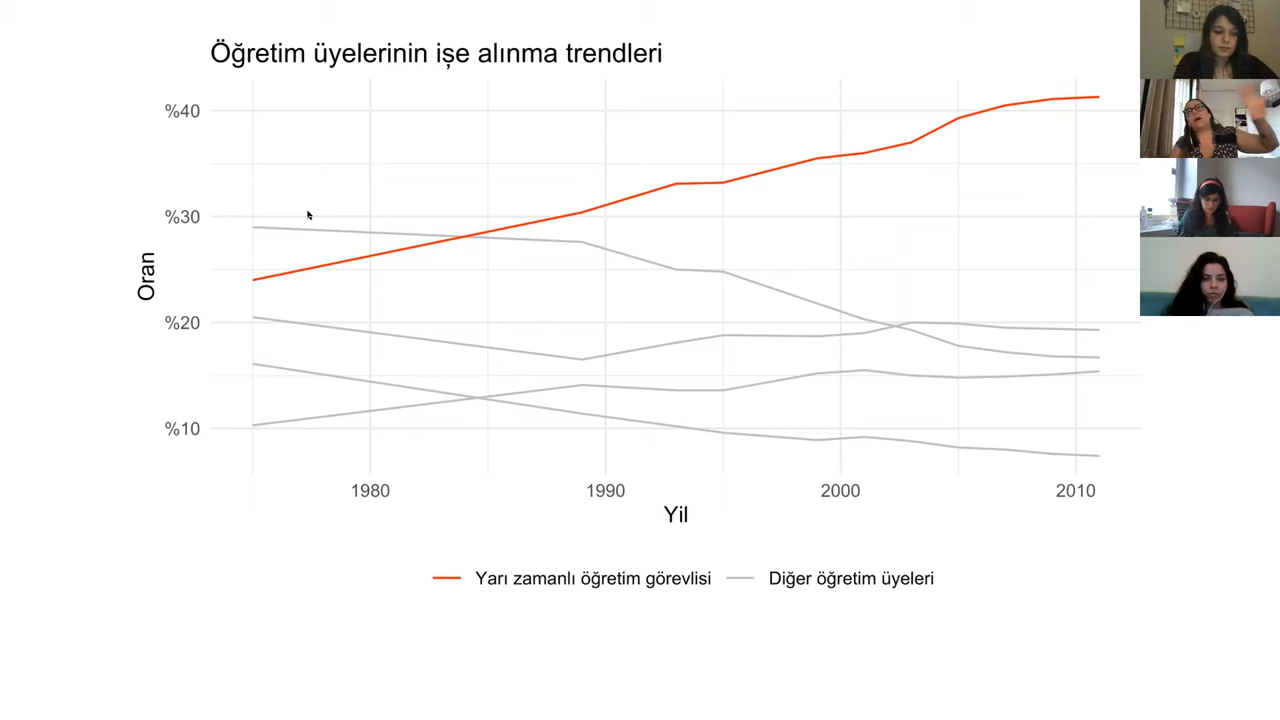 Öğretim üyelerinin işe alınma trendleri
%40
%30
%20
%10
Oran
1980 1990 2000 2010
Yil
Yarı zamanlı öğretim görevlisi Diğer öğretim üyeleri